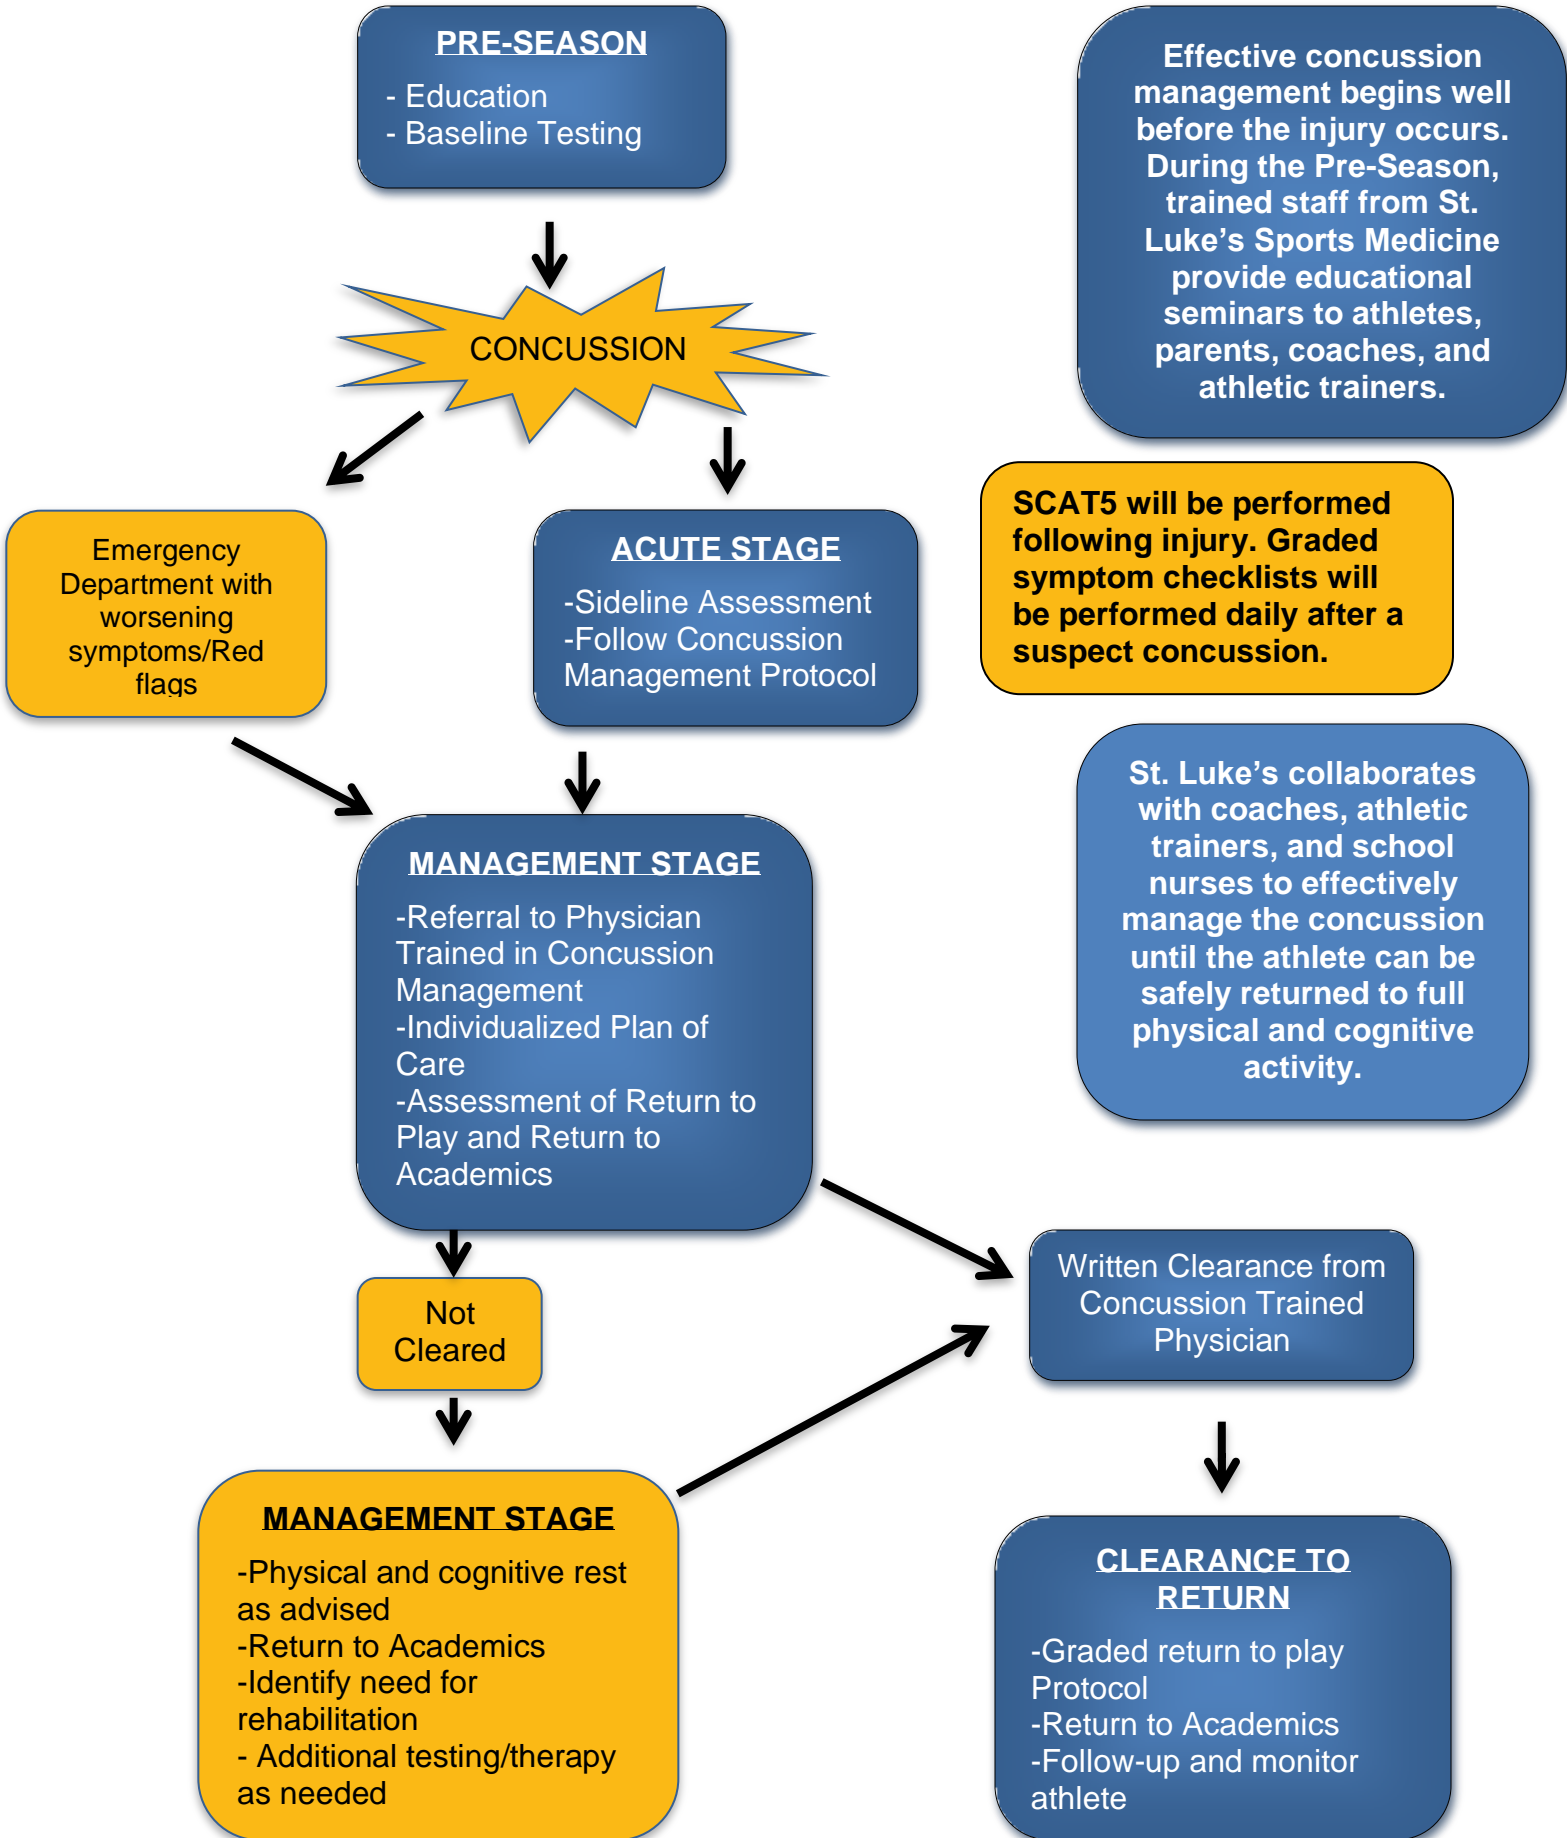 PRE-SEASON
- Education
- Baseline Testing
Effective concussion
management begins well
before the injury occurs.
During the Pre-Season,
trained staff from St.
Luke’s Sports Medicine
provide educational
seminars to athletes,
parents, coaches, and
athletic trainers.
CONCUSSION
Emergency
Department with
worsening
symptoms/Red
flags
ACUTE STAGE
-Sideline Assessment
-Follow Concussion
Management Protocol
SCAT5 will be performed
following injury. Graded
symptom checklists will
be performed daily after a
suspect concussion.
St. Luke’s collaborates
with coaches, athletic
trainers, and school
nurses to effectively
manage the concussion
until the athlete can be
safely returned to full
physical and cognitive
activity.
MANAGEMENT STAGE
-Referral to Physician
Trained in Concussion
Management
-Individualized Plan of
Care
-Assessment of Return to
Play and Return to
Academics
Not
Cleared
Written Clearance from
Concussion Trained
Physician
MANAGEMENT STAGE
-Physical and cognitive rest
as advised
-Return to Academics
-Identify need for
rehabilitation
- Additional testing/therapy
as needed
CLEARANCE TO
RETURN
-Graded return to play
Protocol
-Return to Academics
-Follow-up and monitor
athlete